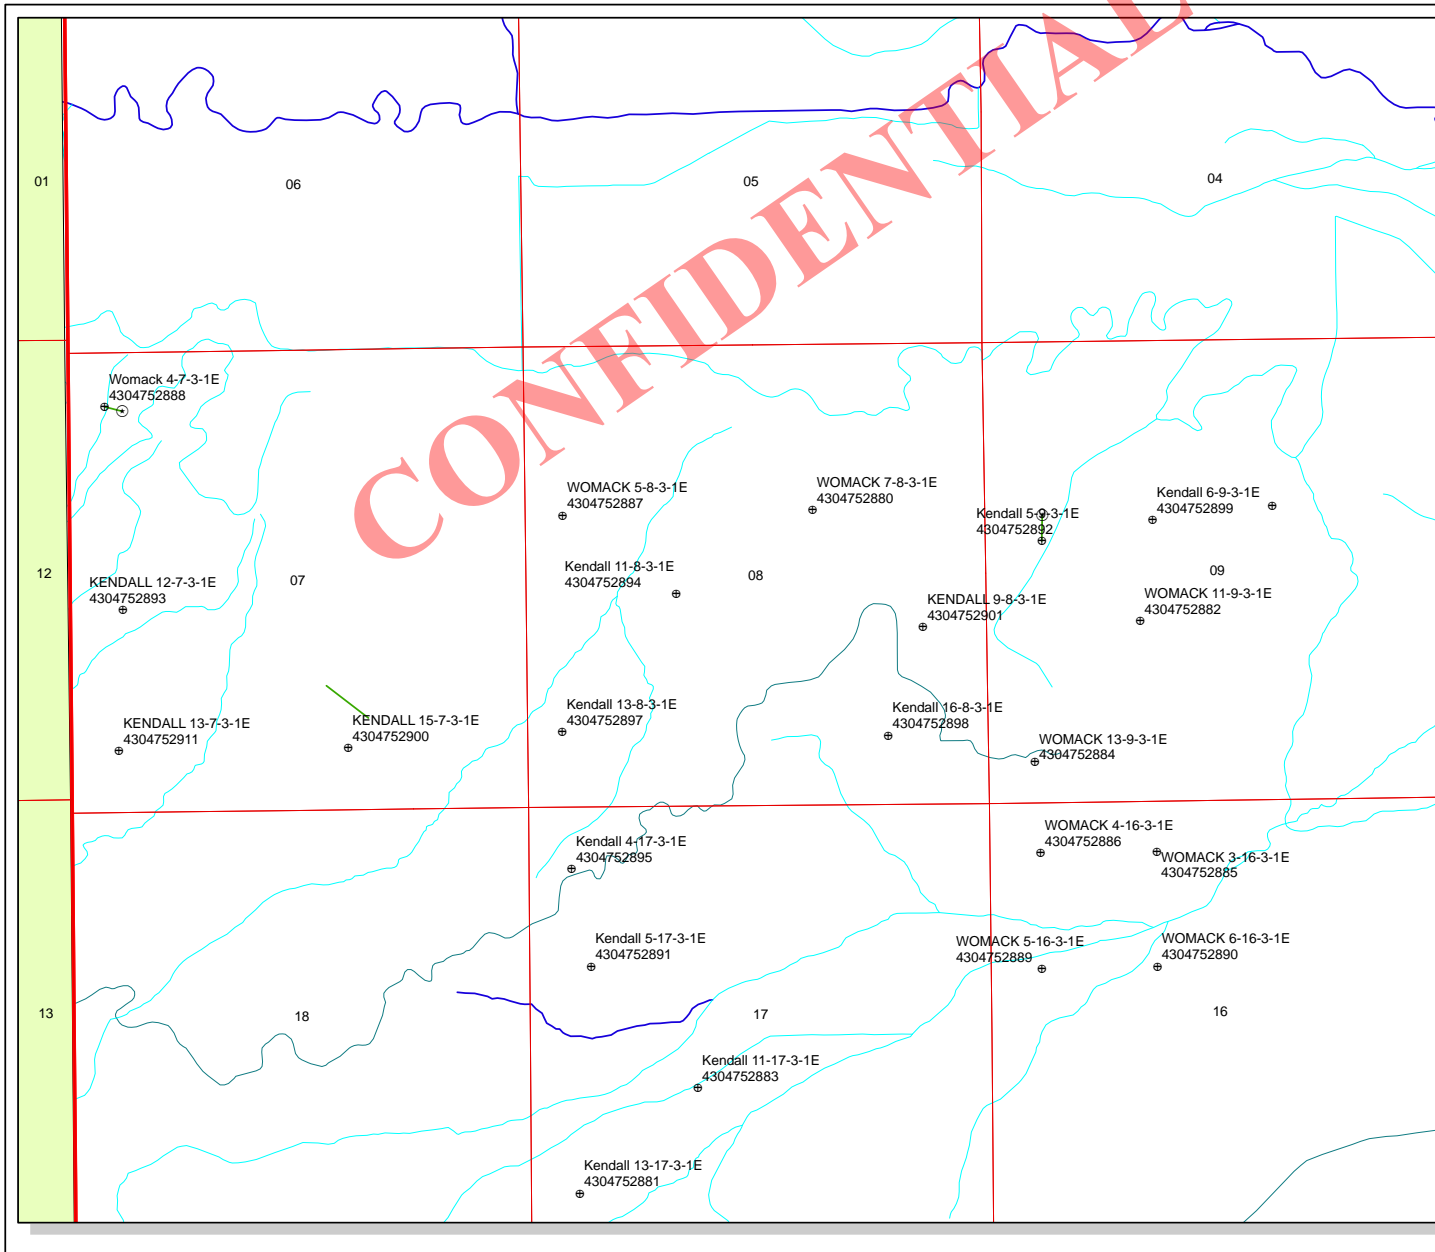 CONFIDENTIAL
01
06
05
04
Womack 4-7-3-1E
4304752888
WOMACK 5-8-3-1E
4304752887
WOMACK 7-8-3-1E
4304752880
Kendall 5-9-3-1E
4304752892
Kendall 6-9-3-1E
4304752899
12
KENDALL 12-7-3-1E
4304752893
07
Kendall 11-8-3-1E
4304752894
08
KENDALL 9-8-3-1E
4304752901
09
WOMACK 11-9-3-1E
4304752882
KENDALL 13-7-3-1E
4304752911
KENDALL 15-7-3-1E
4304752900
Kendall 13-8-3-1E
4304752897
Kendall 16-8-3-1E
4304752898
WOMACK 13-9-3-1E
4304752884
Kendall 4-17-3-1E
4304752895
WOMACK 4-16-3-1E
4304752886
WOMACK 3-16-3-1E
4304752885
Kendall 5-17-3-1E
4304752891
WOMACK 5-16-3-1E
4304752889
WOMACK 6-16-3-1E
4304752890
13
18
17
16
Kendall 11-17-3-1E
4304752883
Kendall 13-17-3-1E
4304752881